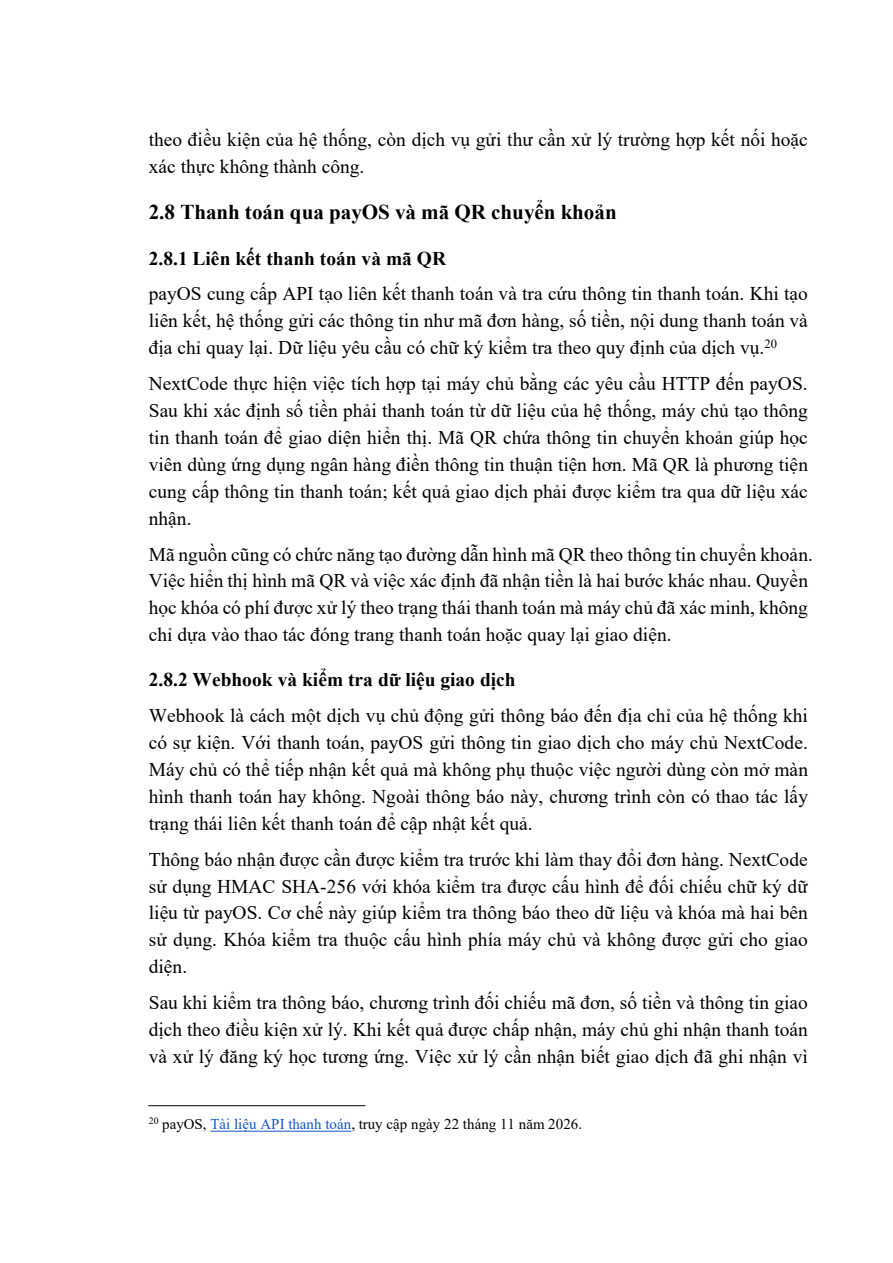 theo điều kiện của hệ thống, còn dịch vụ gửi thư cần xử lý trường hợp kết nối hoặc
xác thực không thành công.
2.8 Thanh toán qua payOS và mã QR chuyển khoản
2.8.1 Liên kết thanh toán và mã QR
payOS cung cấp API tạo liên kết thanh toán và tra cứu thông tin thanh toán. Khi tạo
liên kết, hệ thống gửi các thông tin như mã đơn hàng, số tiền, nội dung thanh toán và
địa chỉ quay lại. Dữ liệu yêu cầu có chữ ký kiểm tra theo quy định của dịch vụ.²⁰
NextCode thực hiện việc tích hợp tại máy chủ bằng các yêu cầu HTTP đến payOS.
Sau khi xác định số tiền phải thanh toán từ dữ liệu của hệ thống, máy chủ tạo thông
tin thanh toán để giao diện hiển thị. Mã QR chứa thông tin chuyển khoản giúp học
viên dùng ứng dụng ngân hàng điền thông tin thuận tiện hơn. Mã QR là phương tiện
cung cấp thông tin thanh toán; kết quả giao dịch phải được kiểm tra qua dữ liệu xác
nhận.
Mã nguồn cũng có chức năng tạo đường dẫn hình mã QR theo thông tin chuyển khoản.
Việc hiển thị hình mã QR và việc xác định đã nhận tiền là hai bước khác nhau. Quyền
học khóa có phí được xử lý theo trạng thái thanh toán mà máy chủ đã xác minh, không
chỉ dựa vào thao tác đóng trang thanh toán hoặc quay lại giao diện.
2.8.2 Webhook và kiểm tra dữ liệu giao dịch
Webhook là cách một dịch vụ chủ động gửi thông báo đến địa chỉ của hệ thống khi
có sự kiện. Với thanh toán, payOS gửi thông tin giao dịch cho máy chủ NextCode.
Máy chủ có thể tiếp nhận kết quả mà không phụ thuộc việc người dùng còn mở màn
hình thanh toán hay không. Ngoài thông báo này, chương trình còn có thao tác lấy
trạng thái liên kết thanh toán để cập nhật kết quả.
Thông báo nhận được cần được kiểm tra trước khi làm thay đổi đơn hàng. NextCode
sử dụng HMAC SHA-256 với khóa kiểm tra được cấu hình để đối chiếu chữ ký dữ
liệu từ payOS. Cơ chế này giúp kiểm tra thông báo theo dữ liệu và khóa mà hai bên
sử dụng. Khóa kiểm tra thuộc cấu hình phía máy chủ và không được gửi cho giao
diện.
Sau khi kiểm tra thông báo, chương trình đối chiếu mã đơn, số tiền và thông tin giao
dịch theo điều kiện xử lý. Khi kết quả được chấp nhận, máy chủ ghi nhận thanh toán
và xử lý đăng ký học tương ứng. Việc xử lý cần nhận biết giao dịch đã ghi nhận vì
²⁰ payOS, Tài liệu API thanh toán, truy cập ngày 22 tháng 11 năm 2026.